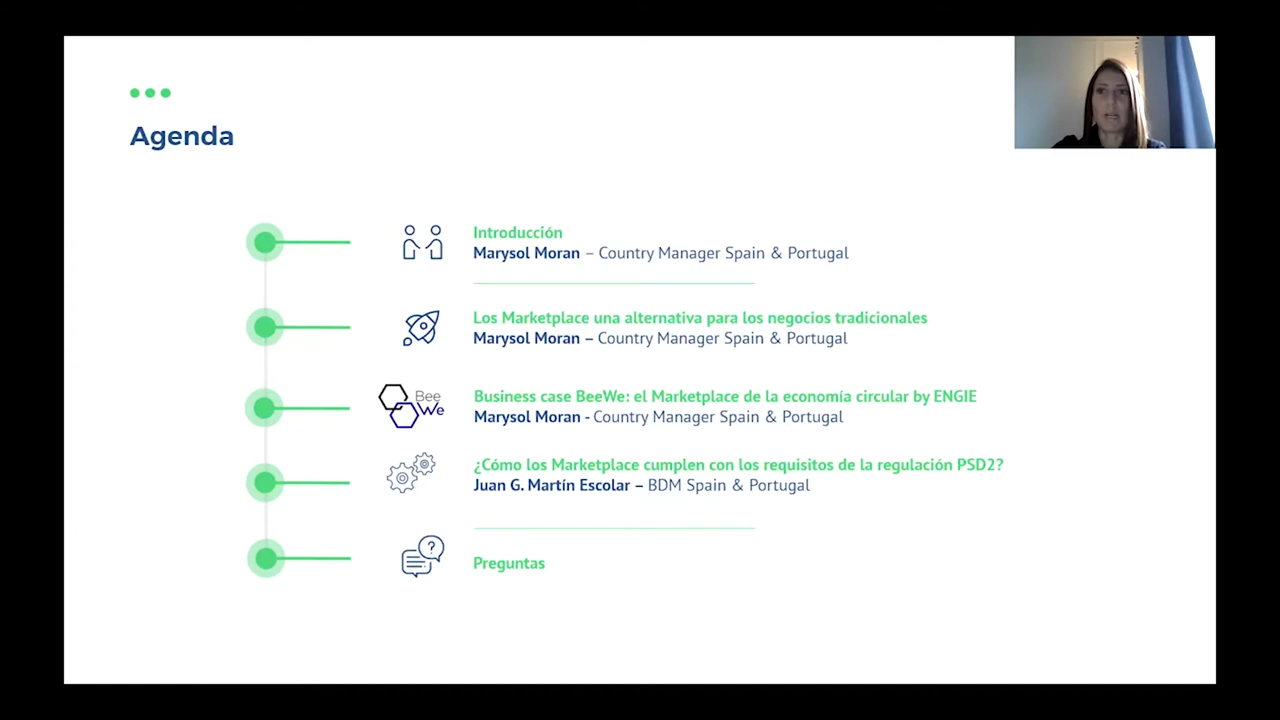 Agenda
Introducción
Marysol Moran – Country Manager Spain & Portugal
Los Marketplace una alternativa para los negocios tradicionales
Marysol Moran – Country Manager Spain & Portugal
Bee
We
Business case BeeWe: el Marketplace de la economía circular by ENGIE
Marysol Moran - Country Manager Spain & Portugal
¿Cómo los Marketplace cumplen con los requisitos de la regulación PSD2?
Juan G. Martín Escolar – BDM Spain & Portugal
?
Preguntas